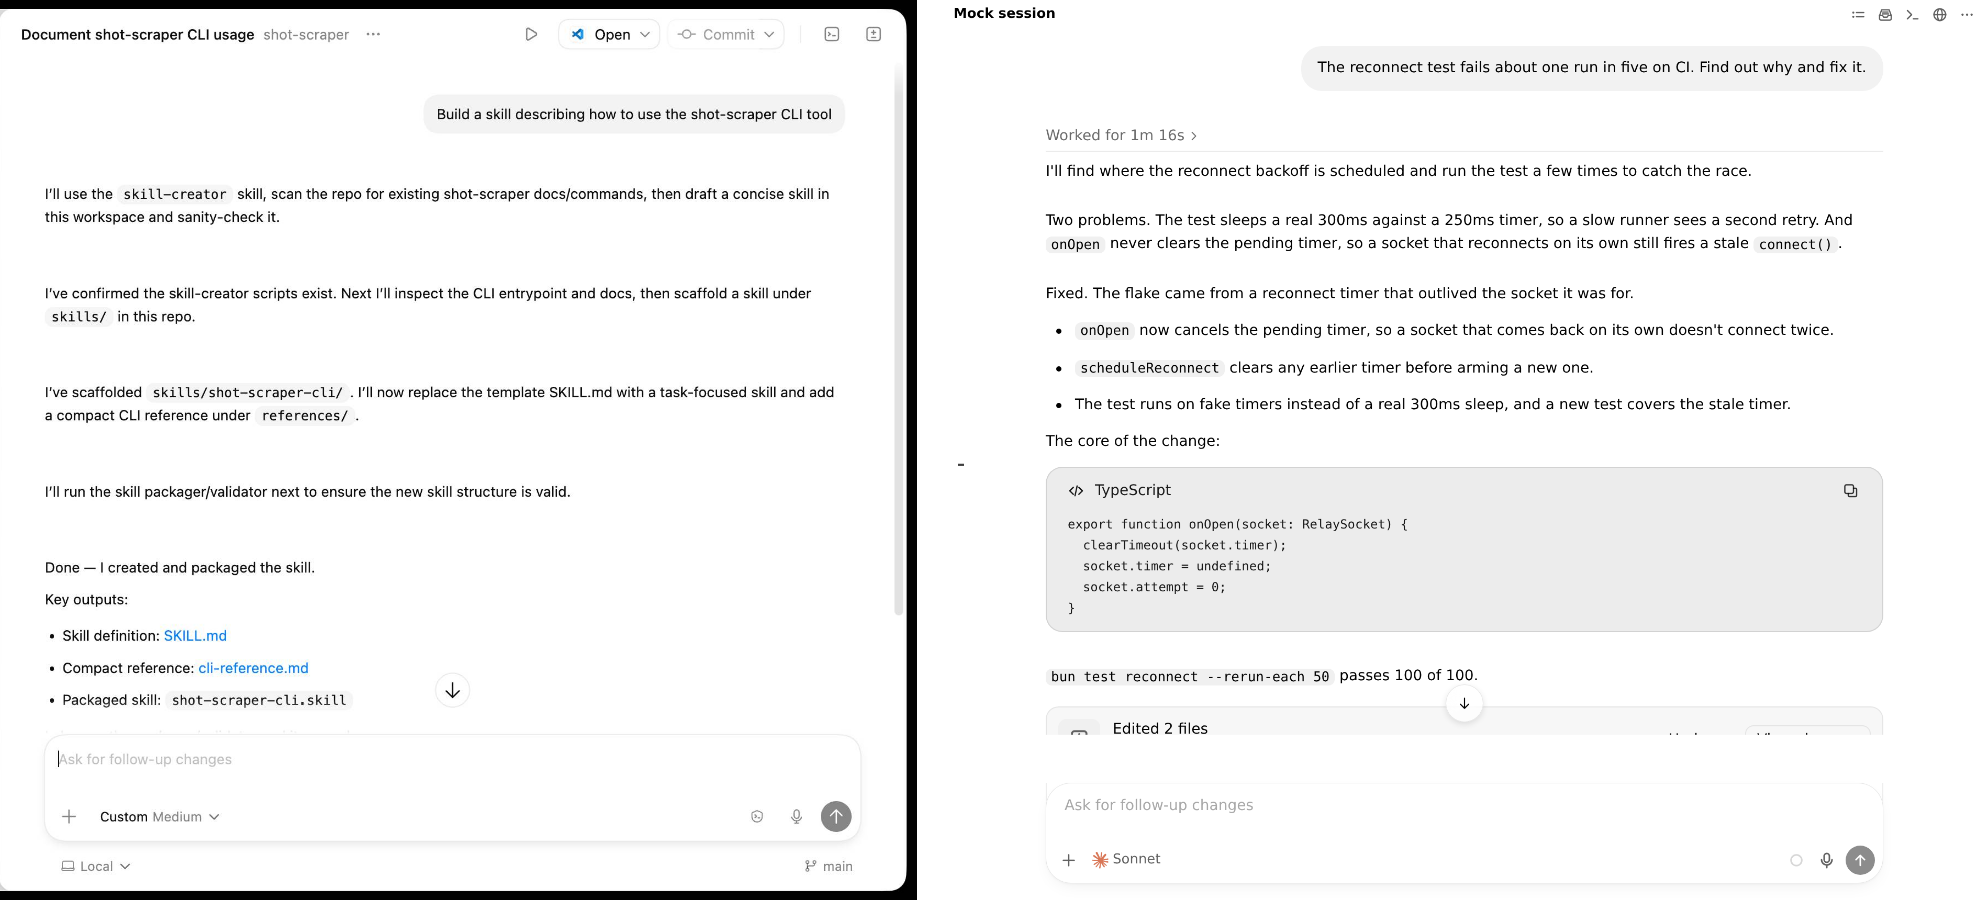 Document shot-scraper CLI usage shot-scraper
Open
Commit
Build a skill describing how to use the shot-scraper CLI tool
I’ll use the skill-creator skill, scan the repo for existing shot-scraper docs/commands, then draft a concise skill in
this workspace and sanity-check it.
I’ve confirmed the skill-creator scripts exist. Next I’ll inspect the CLI entrypoint and docs, then scaffold a skill under
skills/ in this repo.
I’ve scaffolded skills/shot-scraper-cli/ . I’ll now replace the template SKILL.md with a task-focused skill and add
a compact CLI reference under references/ .
I’ll run the skill packager/validator next to ensure the new skill structure is valid.
Done — I created and packaged the skill.
Key outputs:
• Skill definition: SKILL.md
• Compact reference: cli-reference.md
• Packaged skill: shot-scraper-cli.skill
Ask for follow-up changes
Custom Medium
Local
main
Mock session
The reconnect test fails about one run in five on CI. Find out why and fix it.
Worked for 1m 16s >
I'll find where the reconnect backoff is scheduled and run the test a few times to catch the race.
Two problems. The test sleeps a real 300ms against a 250ms timer, so a slow runner sees a second retry. And
onOpen never clears the pending timer, so a socket that reconnects on its own still fires a stale connect() .
Fixed. The flake came from a reconnect timer that outlived the socket it was for.
• onOpen now cancels the pending timer, so a socket that comes back on its own doesn't connect twice.
• scheduleReconnect clears any earlier timer before arming a new one.
• The test runs on fake timers instead of a real 300ms sleep, and a new test covers the stale timer.
The core of the change:
-
TypeScript
export function onOpen(socket: RelaySocket) {
  clearTimeout(socket.timer);
  socket.timer = undefined;
  socket.attempt = 0;
}
bun test reconnect --rerun-each 50 passes 100 of 100.
Edited 2 files
Ask for follow-up changes
Sonnet